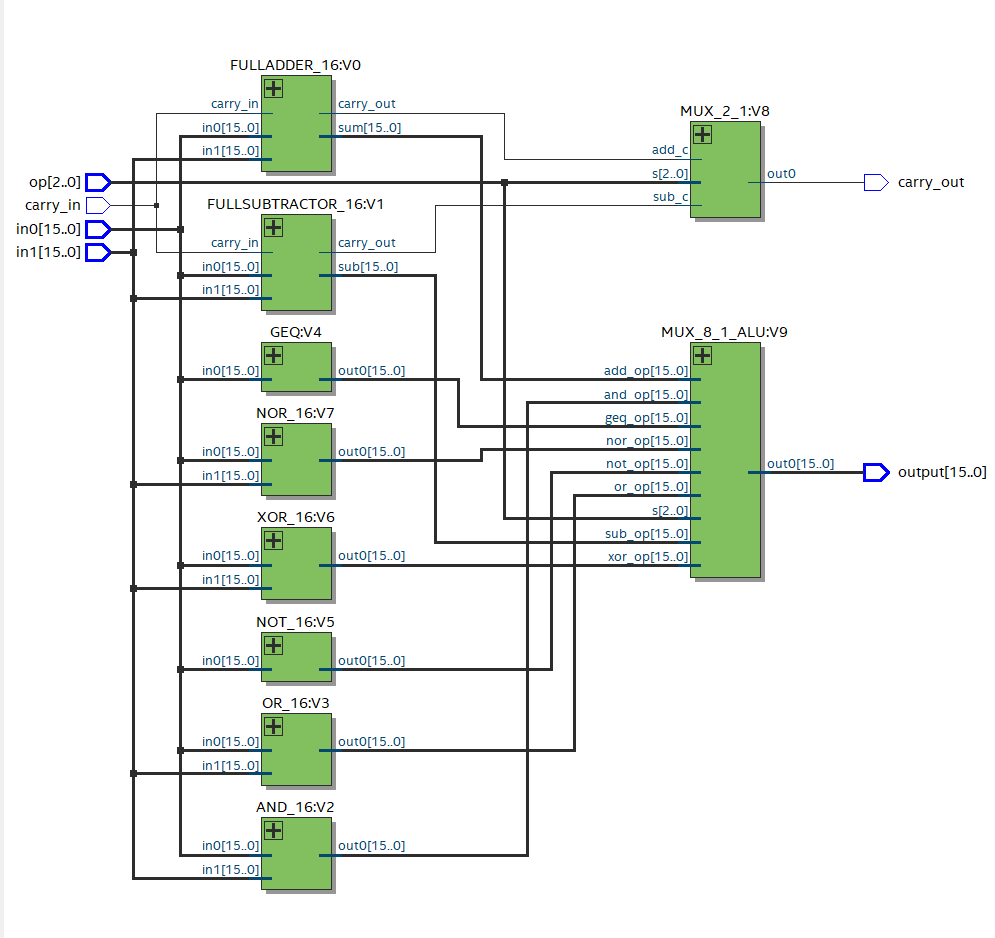 FULLADDER_16:V0
carry_in
in0[15..0]
in1[15..0]
carry_out
sum[15..0]
MUX_2_1:V8
add_c
s[2..0]
sub_c
out0
carry_out
op[2..0]
carry_in
in0[15..0]
in1[15..0]
FULLSUBTRACTOR_16:V1
carry_in
in0[15..0]
in1[15..0]
carry_out
sub[15..0]
GEQ:V4
in0[15..0]
out0[15..0]
NOR_16:V7
in0[15..0]
in1[15..0]
out0[15..0]
XOR_16:V6
in0[15..0]
in1[15..0]
out0[15..0]
NOT_16:V5
in0[15..0]
out0[15..0]
OR_16:V3
in0[15..0]
in1[15..0]
out0[15..0]
AND_16:V2
in0[15..0]
in1[15..0]
out0[15..0]
MUX_8_1_ALU:V9
add_op[15..0]
and_op[15..0]
geq_op[15..0]
nor_op[15..0]
not_op[15..0]
or_op[15..0]
s[2..0]
sub_op[15..0]
xor_op[15..0]
out0[15..0]
output[15..0]